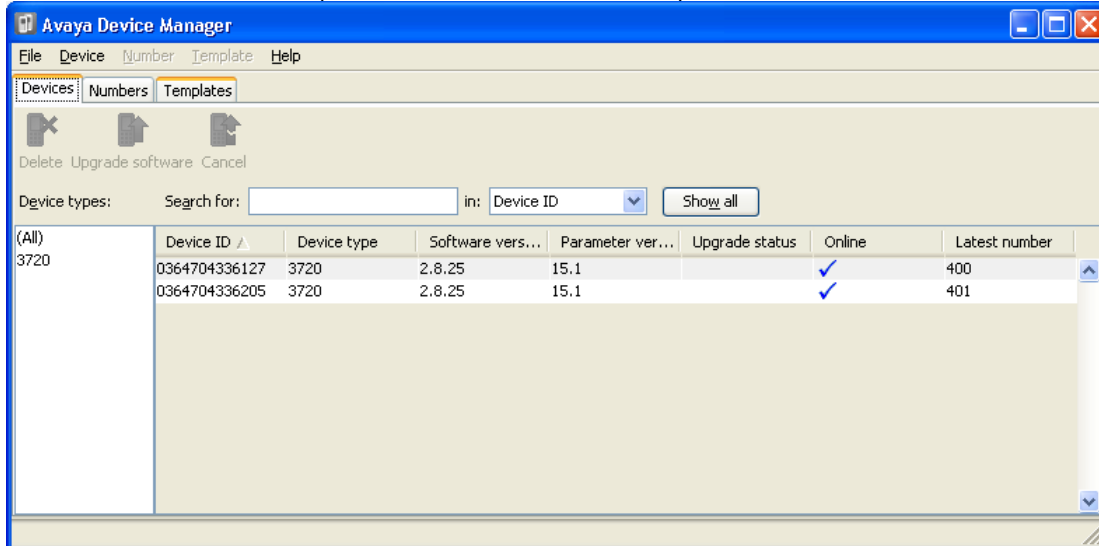 Avaya Device Manager
File Device Number Template Help
Devices Numbers Templates
Delete Upgrade software Cancel
Device types: Search for: in: Device ID Show all
(All) Device ID Device type Software vers... Parameter ver... Upgrade status Online Latest number
3720 0364704336127 3720 2.8.25 15.1 400
0364704336205 3720 2.8.25 15.1 401